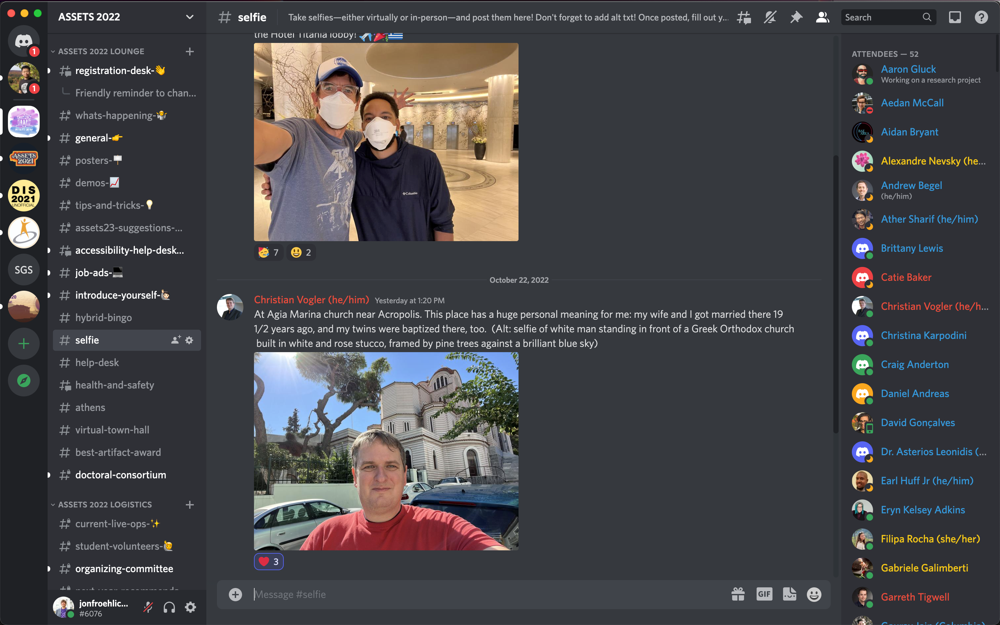 ASSETS 2022
selfie
Take selfies—either virtually or in-person—and post them here! Don't forget to add alt txt! Once posted, fill out y...
Search
1
1
ASSETS 2022
ASSETS 2021
DIS
2021
UNOFFICIAL
SGS
20
ASSETS 2022 LOUNGE
registration-desk-👋
Friendly reminder to chan...
whats-happening-🤷
general-👉
posters-🪧
demos-📈
tips-and-tricks-💡
assets23-suggestions-...
accessibility-help-desk...
job-ads-💻
introduce-yourself-🙋🏻
hybrid-bingo
selfie
help-desk
health-and-safety
athens
virtual-town-hall
best-artifact-award
doctoral-consortium
ASSETS 2022 LOGISTICS
current-live-ops-✨
student-volunteers-🙋
organizing-committee
jonfroehlic...
#6076
the Hotel Titania lobby! ✈️🎉🇬🇷
SEATTLE
3M
STAR
Columbia
🥳 7 😃 2
October 22, 2022
Christian Vogler (he/him) Yesterday at 1:20 PM
At Agia Marina church near Acropolis. This place has a huge personal meaning for me: my wife and I got married there 19
1/2 years ago, and my twins were baptized there, too. (Alt: selfie of white man standing in front of a Greek Orthodox church
built in white and rose stucco, framed by pine trees against a brilliant blue sky)
❤️ 3
Message #selfie
GIF
ATTENDEES — 52
Aaron Gluck
Working on a research project
Aedan McCall
BAE
AREA
Aidan Bryant
Alexandre Nevsky (he...
Andrew Begel
(he/him)
Ather Sharif (he/him)
Brittany Lewis
Catie Baker
Christian Vogler (he/h...
Christina Karpodini
Craig Anderton
Daniel Andreas
David Gonçalves
Dr. Asterios Leonidis (...
Earl Huff Jr (he/him)
Eryn Kelsey Adkins
Filipa Rocha (she/her)
Gabriele Galimberti
Garreth Tigwell